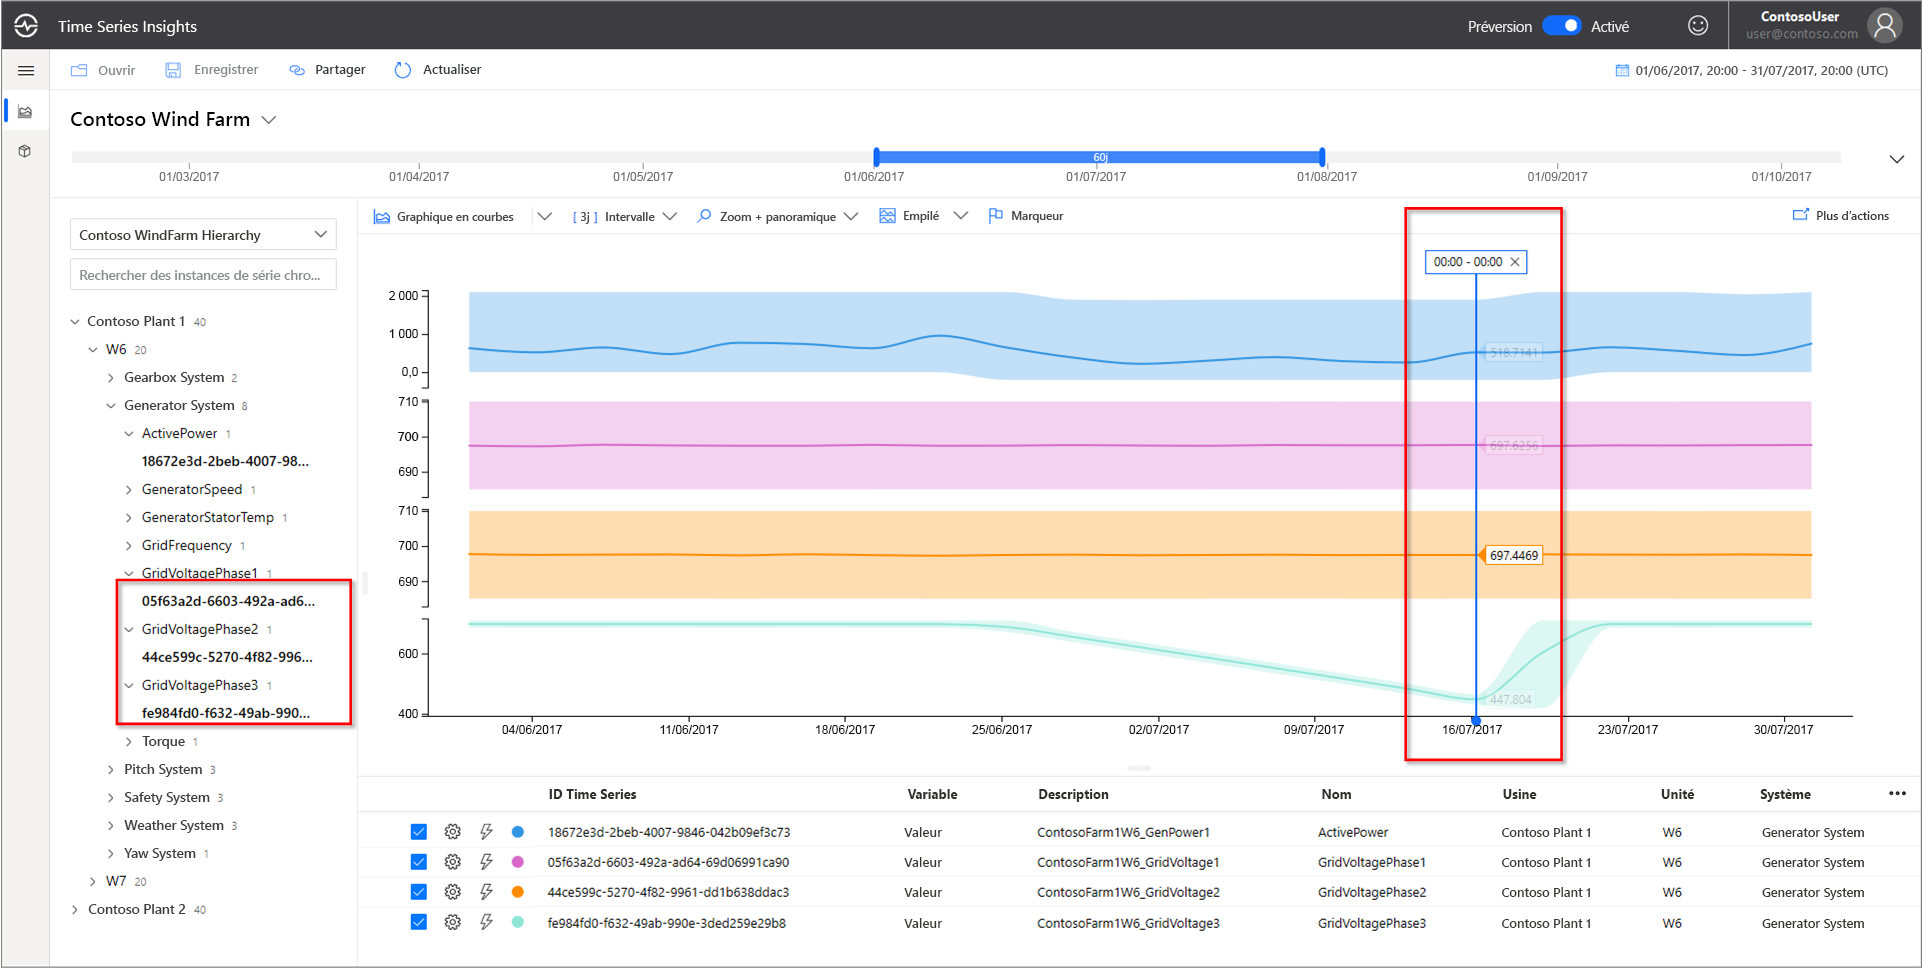 Time Series Insights
Préversion Activé
ContosoUser
user@contoso.com
Ouvrir Enregistrer Partager Actualiser
01/06/2017, 20:00 - 31/07/2017, 20:00 (UTC)
Contoso Wind Farm
60j
01/03/2017 01/04/2017 01/05/2017 01/06/2017 01/07/2017 01/08/2017 01/09/2017 01/10/2017
Contoso WindFarm Hierarchy
Rechercher des instances de série chro...
Contoso Plant 1 40
W6 20
Gearbox System 2
Generator System 8
ActivePower 1
18672e3d-2beb-4007-98...
GeneratorSpeed 1
GeneratorStatorTemp 1
GridFrequency 1
GridVoltagePhase1 1
05f63a2d-6603-492a-ad6...
GridVoltagePhase2 1
44ce599c-5270-4f82-996...
GridVoltagePhase3 1
fe984fd0-f632-49ab-990...
Torque 1
Pitch System 3
Safety System 3
Weather System 3
Yaw System 1
W7 20
Contoso Plant 2 40
Graphique en courbes [ 3j ] Intervalle Zoom + panoramique Empilé Marqueur Plus d'actions
00:00 - 00:00
2 000
1 000
0,0
518.7141
710
700
690
697.6256
710
700
690
697.4469
600
400
447.804
04/06/2017 11/06/2017 18/06/2017 25/06/2017 02/07/2017 09/07/2017 16/07/2017 23/07/2017 30/07/2017
ID Time Series Variable Description Nom Usine Unité Système
18672e3d-2beb-4007-9846-042b09ef3c73 Valeur ContosoFarm1W6_GenPower1 ActivePower Contoso Plant 1 W6 Generator System
05f63a2d-6603-492a-ad64-69d06991ca90 Valeur ContosoFarm1W6_GridVoltage1 GridVoltagePhase1 Contoso Plant 1 W6 Generator System
44ce599c-5270-4f82-9961-dd1b638ddac3 Valeur ContosoFarm1W6_GridVoltage2 GridVoltagePhase2 Contoso Plant 1 W6 Generator System
fe984fd0-f632-49ab-990e-3ded259e29b8 Valeur ContosoFarm1W6_GridVoltage3 GridVoltagePhase3 Contoso Plant 1 W6 Generator System